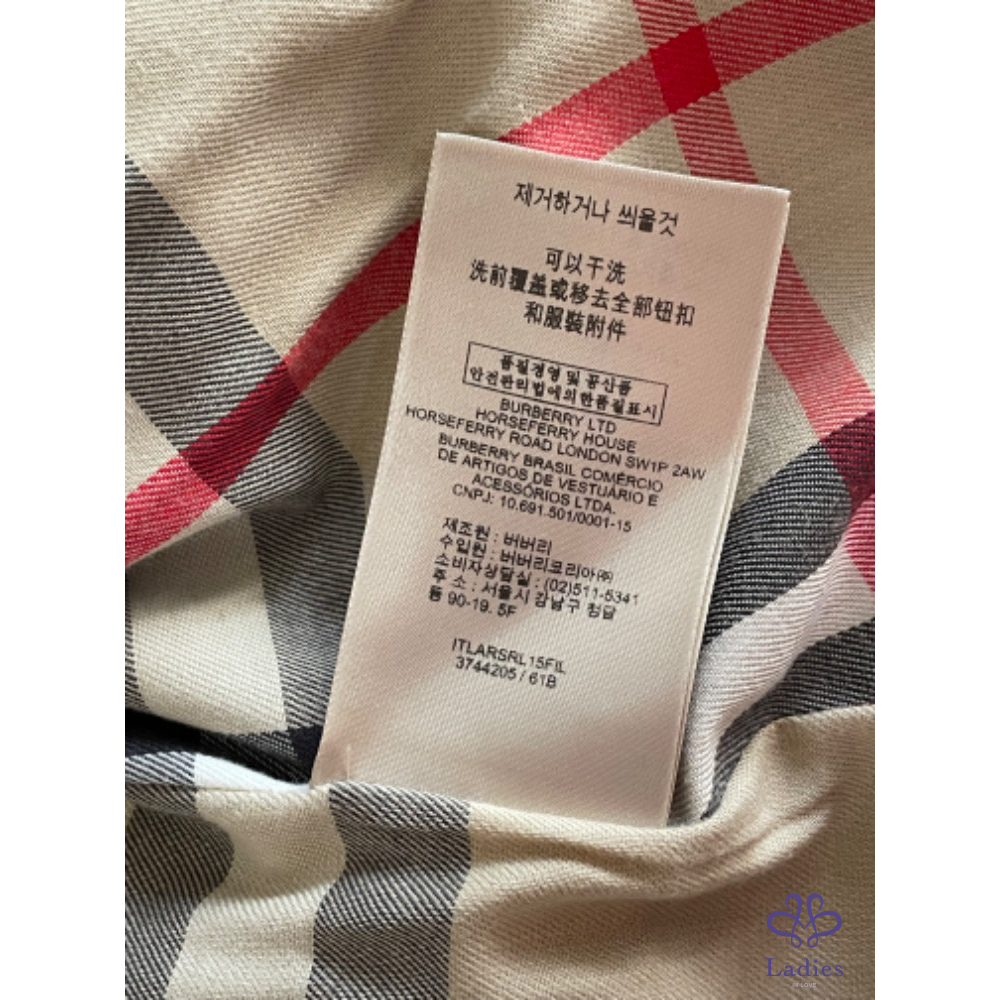 제거하거나 씌울것
可以干洗
洗前覆盖或移去全部钮扣
和服裝附件
품질경영 및 공산품
안전관리법에의한품질표시
BURBERRY LTD
HORSEFERRY HOUSE
HORSEFERRY ROAD LONDON SW1P 2AW
BURBERRY BRASIL COMÉRCIO
DE ARTIGOS DE VESTUÁRIO E
ACESSÓRIOS LTDA.
CNPJ: 10.691.501/0001-15
제조원 : 버버리
수입원 : 버버리코리아㈜
소비자상담실 : (02)511-5341
주 소 : 서울시 강남구 청담
동 90-19. 5F
ITLARSRL15FIL
3744205 / 61B
Ladies
IN LOVE